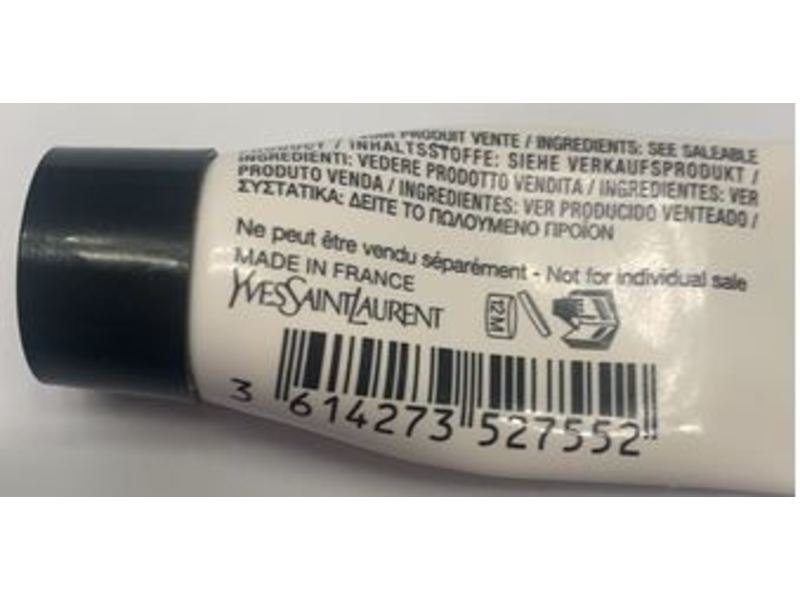 PRODUIT VENTE / INGREDIENTS: SEE SALEABLE
PRODUCT / INHALTSSTOFFE: SIEHE VERKAUFSPRODUKT /
INGREDIENTI: VEDERE PRODOTTO VENDITA / INGREDIENTES: VER
PRODUTO VENDA / INGREDIENTES: VER PRODUCIDO VENTEADO /
ΣΥΣΤΑΤΙΚΑ: ΔΕΙΤΕ ΤΟ ΠΩΛΟΥΜΕΝΟ ΠΡΟΪΟΝ
Ne peut être vendu séparément - Not for individual sale
MADE IN FRANCE
YVESSAINTLAURENT
12M
3 614273 527552